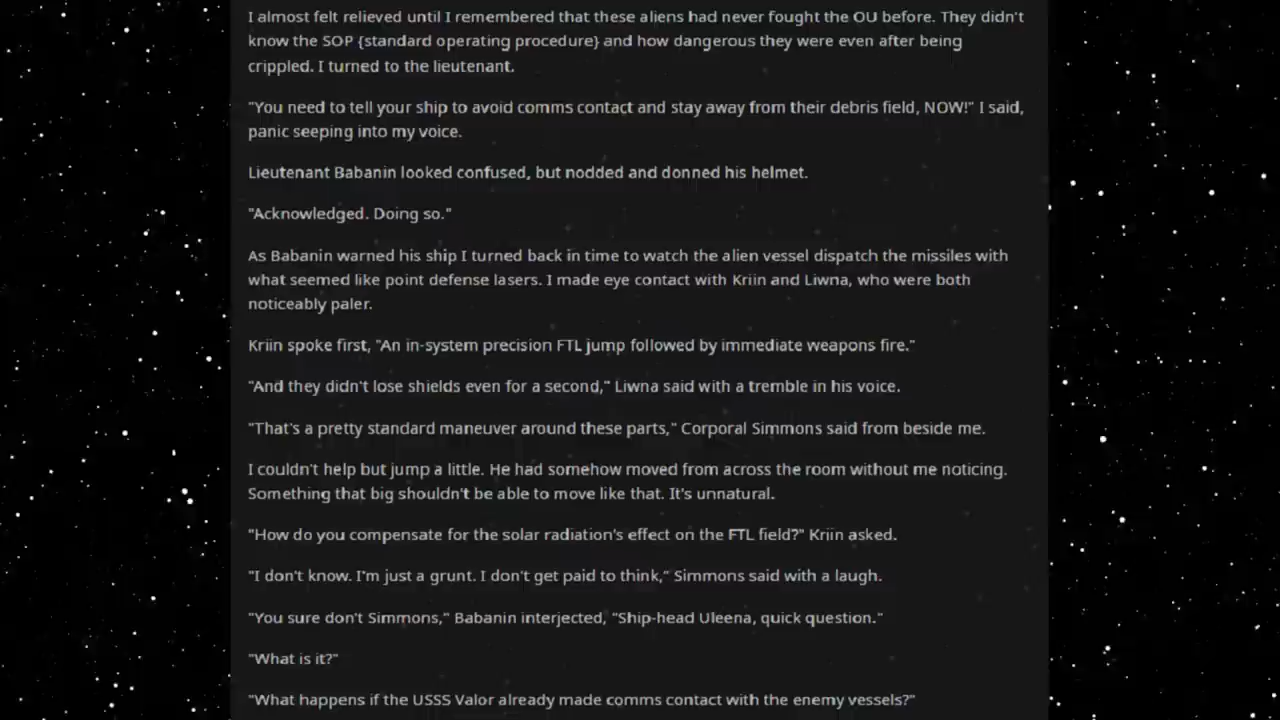 I almost felt relieved until I remembered that these aliens had never fought the OU before. They didn't
know the SOP {standard operating procedure} and how dangerous they were even after being
crippled. I turned to the lieutenant.
"You need to tell your ship to avoid comms contact and stay away from their debris field, NOW!" I said,
panic seeping into my voice.
Lieutenant Babanin looked confused, but nodded and donned his helmet.
"Acknowledged. Doing so."
As Babanin warned his ship I turned back in time to watch the alien vessel dispatch the missiles with
what seemed like point defense lasers. I made eye contact with Kriin and Liwna, who were both
noticeably paler.
Kriin spoke first, "An in-system precision FTL jump followed by immediate weapons fire."
"And they didn't lose shields even for a second," Liwna said with a tremble in his voice.
"That's a pretty standard maneuver around these parts," Corporal Simmons said from beside me.
I couldn't help but jump a little. He had somehow moved from across the room without me noticing.
Something that big shouldn't be able to move like that. It's unnatural.
"How do you compensate for the solar radiation's effect on the FTL field?" Kriin asked.
"I don't know. I'm just a grunt. I don't get paid to think," Simmons said with a laugh.
"You sure don't Simmons," Babanin interjected, "Ship-head Uleena, quick question."
"What is it?"
"What happens if the USSS Valor already made comms contact with the enemy vessels?"